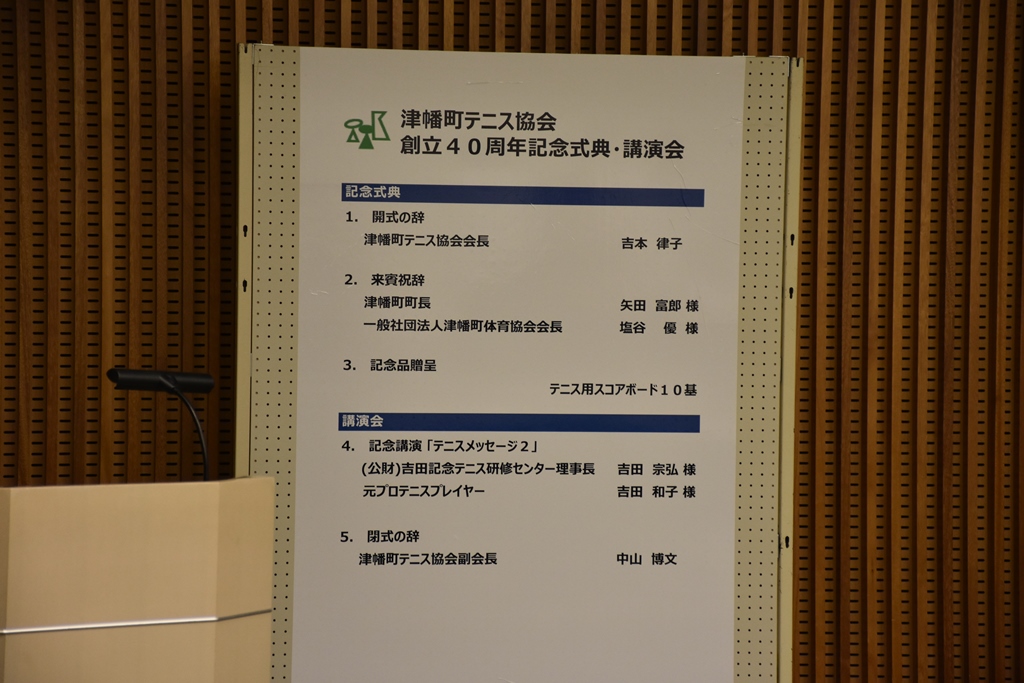 津幡町テニス協会
創立４０周年記念式典・講演会
記念式典
1. 開式の辞
津幡町テニス協会会長 吉本 律子
2. 来賓祝辞
津幡町町長 矢田 富郎 様
一般社団法人津幡町体育協会会長 塩谷 優 様
3. 記念品贈呈
テニス用スコアボード１０基
講演会
4. 記念講演「テニスメッセージ２」
(公財)吉田記念テニス研修センター理事長 吉田 宗弘 様
元プロテニスプレイヤー 吉田 和子 様
5. 閉式の辞
津幡町テニス協会副会長 中山 博文